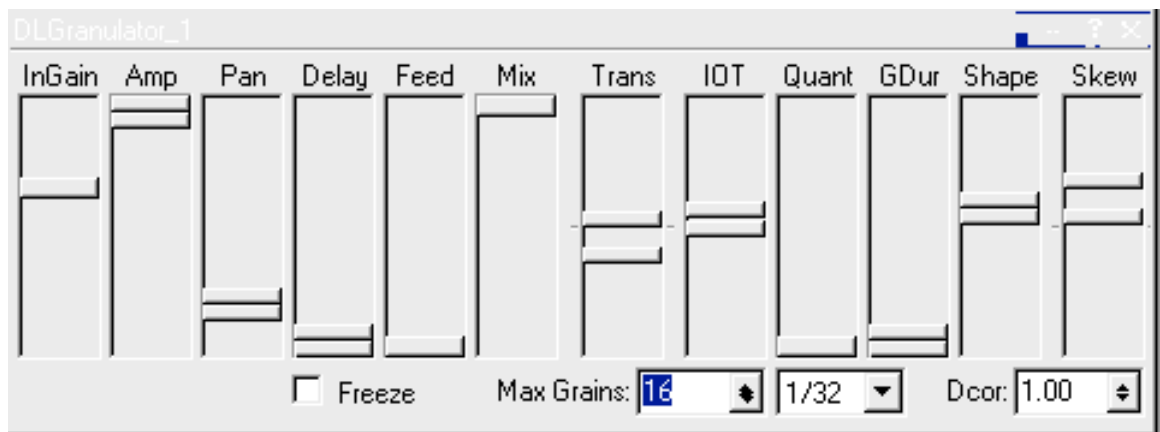 DLGranulator_1
InGain Amp Pan Delay Feed Mix Trans IOT Quant GDur Shape Skew
Freeze Max Grains: 16 1/32 Dcor: 1.00